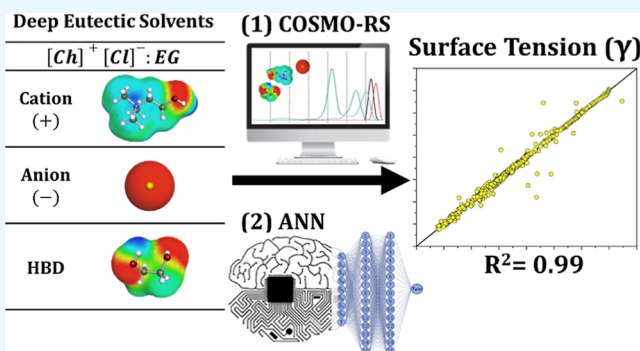 Deep Eutectic Solvents
[Ch]⁺[Cl]⁻: EG
Cation
(+)
Anion
(−)
HBD
(1) COSMO-RS
(2) ANN
Surface Tension (γ)
R²= 0.99